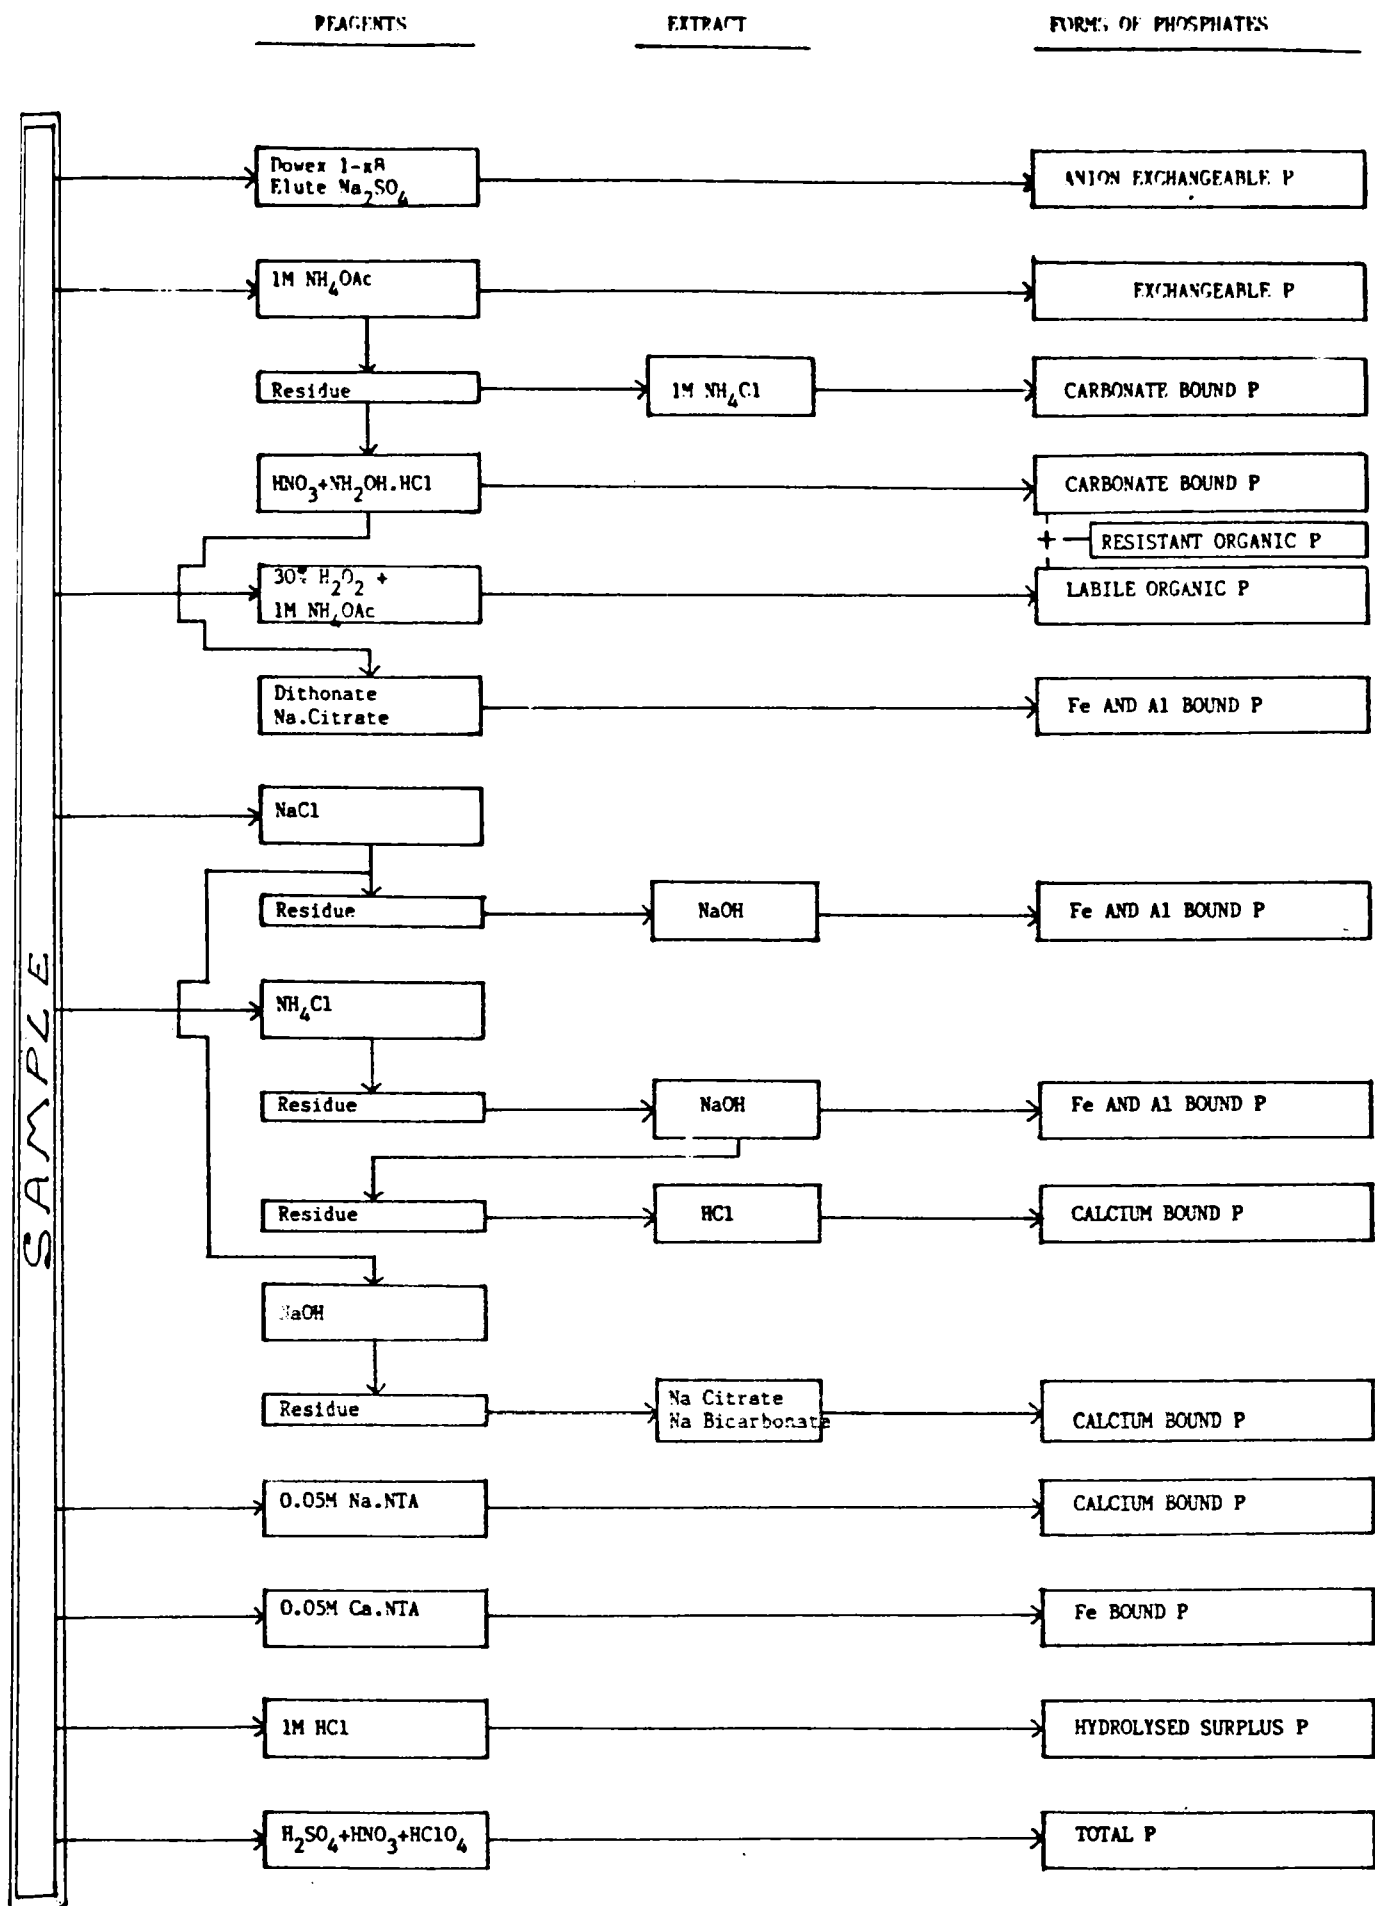 REAGENTS EXTRACT FORMS OF PHOSPHATES
Dowex 1-x8
Elute Na₂SO₄
ANION EXCHANGEABLE P
1M NH₄OAc
EXCHANGEABLE P
Residue
1M NH₄Cl
CARBONATE BOUND P
HNO₃+NH₂OH.HCl
CARBONATE BOUND P
RESISTANT ORGANIC P
30% H₂O₂ +
1M NH₄OAc
LABILE ORGANIC P
Dithonate
Na.Citrate
Fe AND Al BOUND P
NaCl
Residue
NaOH
Fe AND Al BOUND P
SAMPLE
NH₄Cl
Residue
NaOH
Fe AND Al BOUND P
Residue
HCl
CALCIUM BOUND P
NaOH
Residue
Na Citrate
Na Bicarbonate
CALCIUM BOUND P
0.05M Na.NTA
CALCIUM BOUND P
0.05M Ca.NTA
Fe BOUND P
1M HCl
HYDROLYSED SURPLUS P
H₂SO₄+HNO₃+HClO₄
TOTAL P